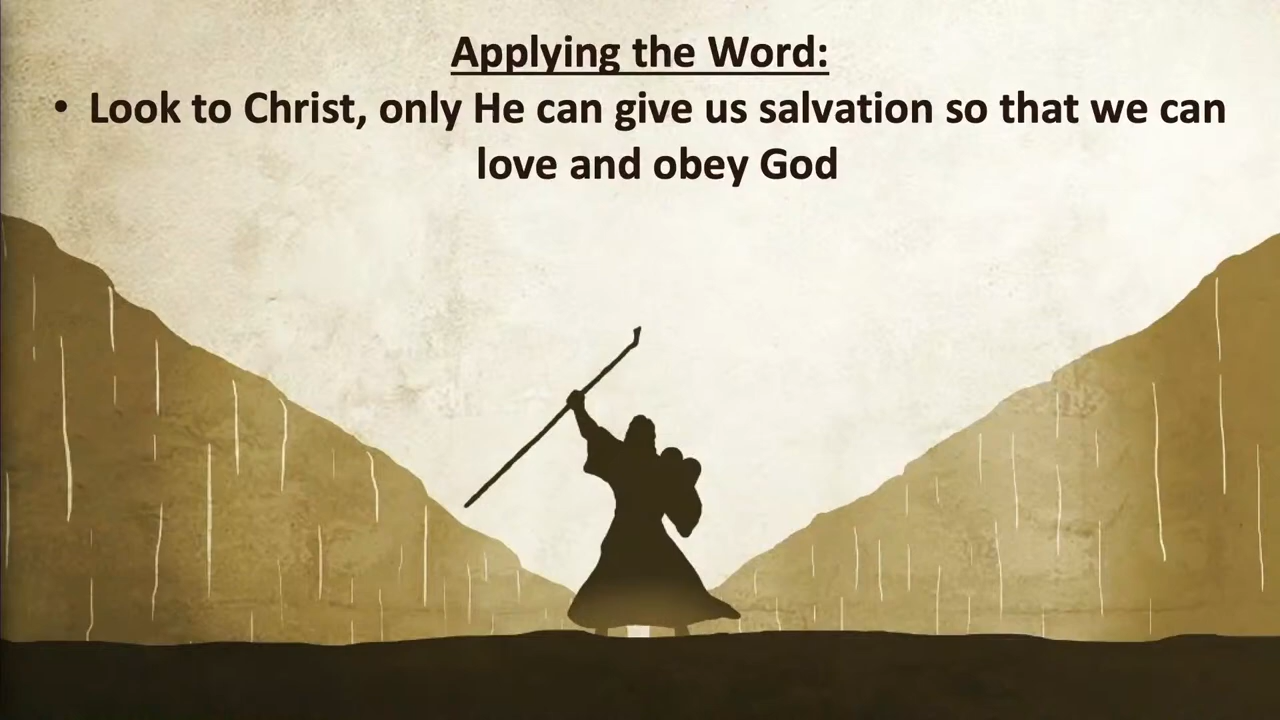 Applying the Word:
• Look to Christ, only He can give us salvation so that we can
love and obey God